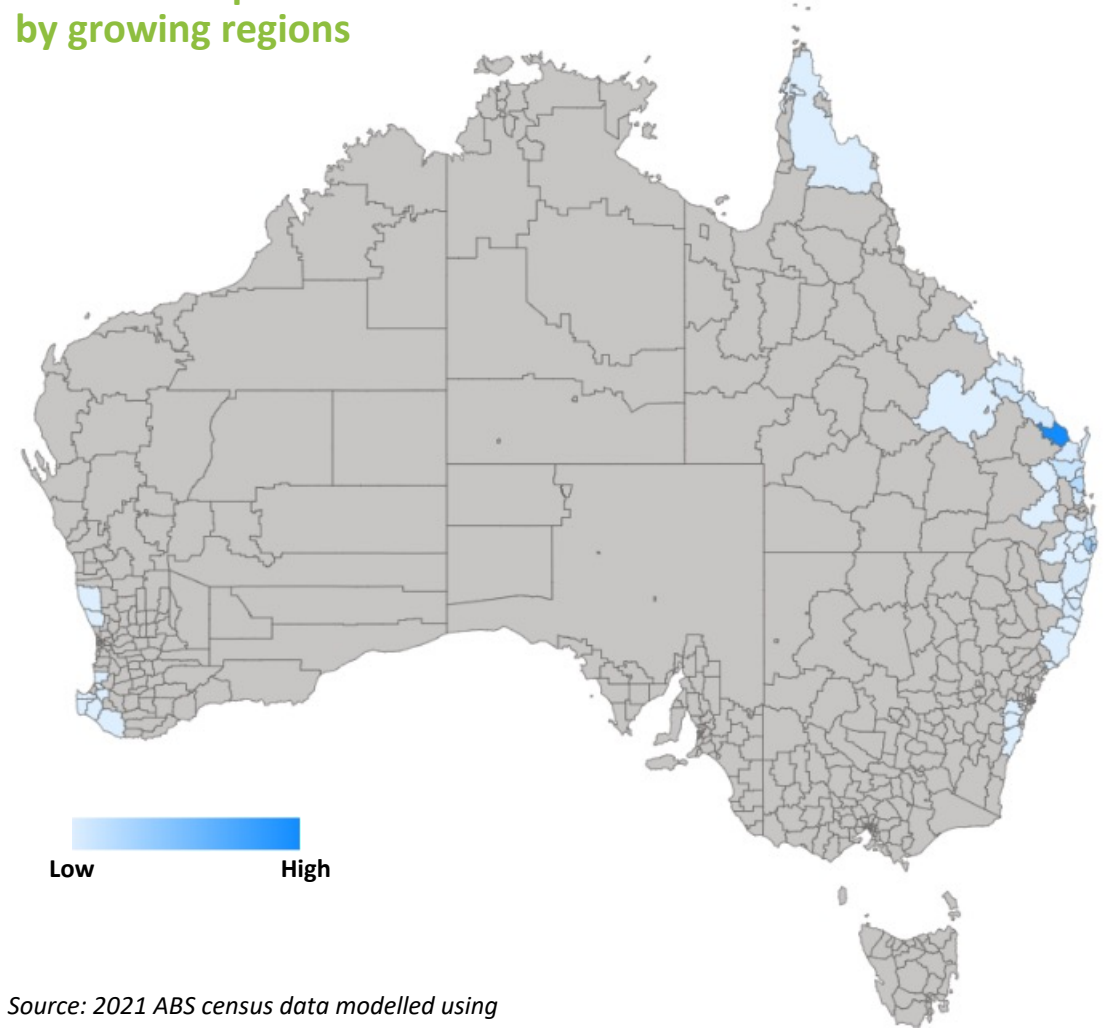 by growing regions
Low
High
Source: 2021 ABS census data modelled using